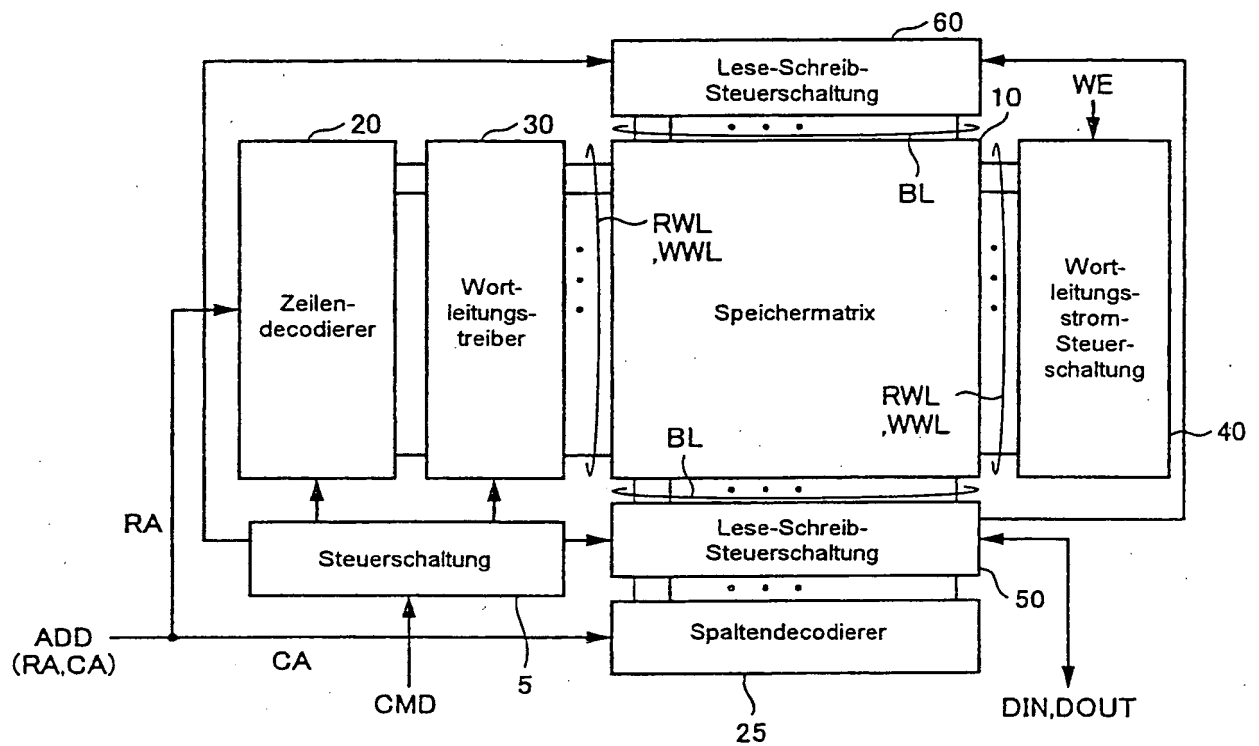 60
Lese-Schreib-
Steuerschaltung
WE
10
20
30
BL
RWL
,WWL
Zeilen-
decodierer
Wort-
leitungs-
treiber
Speichermatrix
Wort-
leitungs-
strom-
Steuer-
schaltung
RWL
,WWL
40
BL
RA
Steuerschaltung
Lese-Schreib-
Steuerschaltung
50
5
ADD
(RA,CA)
CA
CMD
Spaltendecodierer
25
DIN,DOUT